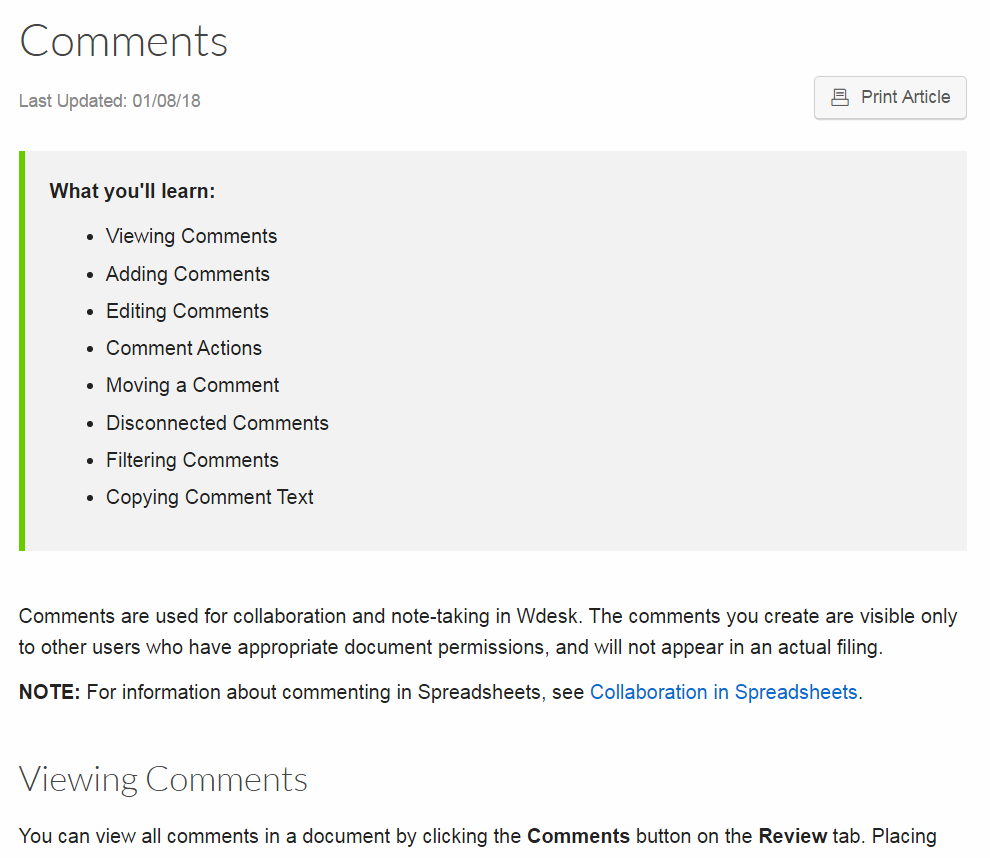 Comments
Last Updated: 01/08/18
Print Article
What you'll learn:
Viewing Comments
Adding Comments
Editing Comments
Comment Actions
Moving a Comment
Disconnected Comments
Filtering Comments
Copying Comment Text
Comments are used for collaboration and note-taking in Wdesk. The comments you create are visible only
to other users who have appropriate document permissions, and will not appear in an actual filing.
NOTE: For information about commenting in Spreadsheets, see Collaboration in Spreadsheets.
Viewing Comments
You can view all comments in a document by clicking the Comments button on the Review tab. Placing